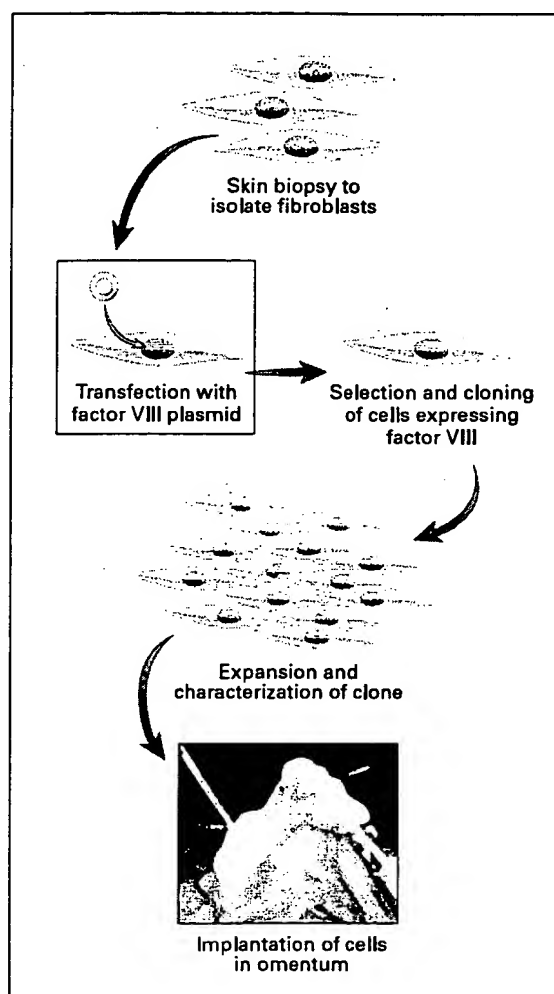 Skin biopsy to
isolate fibroblasts
Transfection with
factor VIII plasmid
Selection and cloning
of cells expressing
factor VIII
Expansion and
characterization of clone
Implantation of cells
in omentum